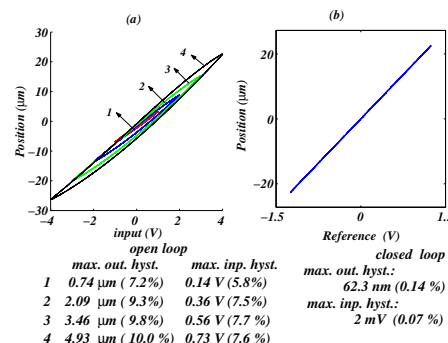 (a)
30
20
10
0
−10
−20
−30
−4 −2 0 2 4
Position (μm)
input (V)
1
2
3
4
(b)
20
0
−20
−1.5 0 1.5
Position (μm)
Reference (V)
open loop
max. out. hyst. max. inp. hyst.
1 0.74 μm ( 7.2%) 0.14 V (5.8%)
2 2.09 μm ( 9.3%) 0.36 V (7.5%)
3 3.46 μm ( 9.8%) 0.56 V (7.7 %)
4 4.93 μm ( 10.0 %) 0.73 V (7.6 %)
closed loop
max. out. hyst.:
62.3 nm (0.14 %)
max. inp. hyst.:
2 mV (0.07 %)